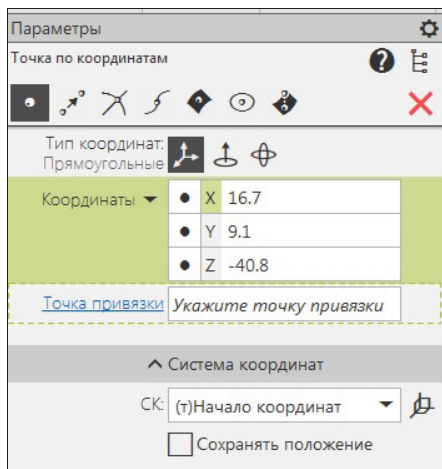 Параметры
Точка по координатам
Тип координат:
Прямоугольные
Координаты
X 16.7
Y 9.1
Z -40.8
Точка привязки Укажите точку привязки
Система координат
СК: (т)Начало координат
Сохранять положение